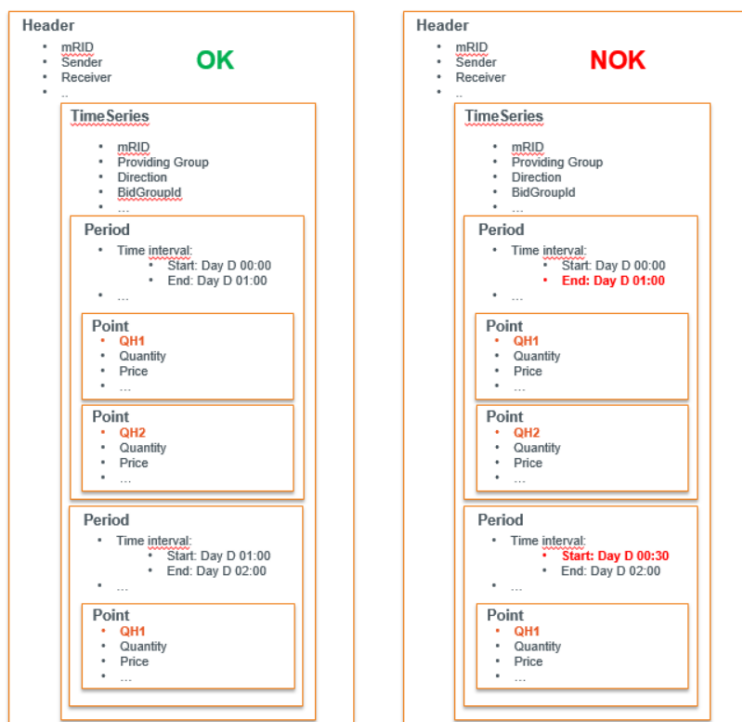 Header
• mRID
• Sender
• Receiver
• ..
OK
TimeSeries
• mRID
• Providing Group
• Direction
• BidGroupId
• ...
Period
• Time interval:
• Start: Day D 00:00
• End: Day D 01:00
• ...
Point
• QH1
• Quantity
• Price
• ...
Point
• QH2
• Quantity
• Price
• ...
Period
• Time interval:
• Start: Day D 01:00
• End: Day D 02:00
• ...
Point
• QH1
• Quantity
• Price
• ...
Header
• mRID
• Sender
• Receiver
• ..
NOK
TimeSeries
• mRID
• Providing Group
• Direction
• BidGroupId
• ...
Period
• Time interval:
• Start: Day D 00:00
• End: Day D 01:00
• ...
Point
• QH1
• Quantity
• Price
• ...
Point
• QH2
• Quantity
• Price
• ...
Period
• Time interval:
• Start: Day D 00:30
• End: Day D 02:00
• ...
Point
• QH1
• Quantity
• Price
• ...